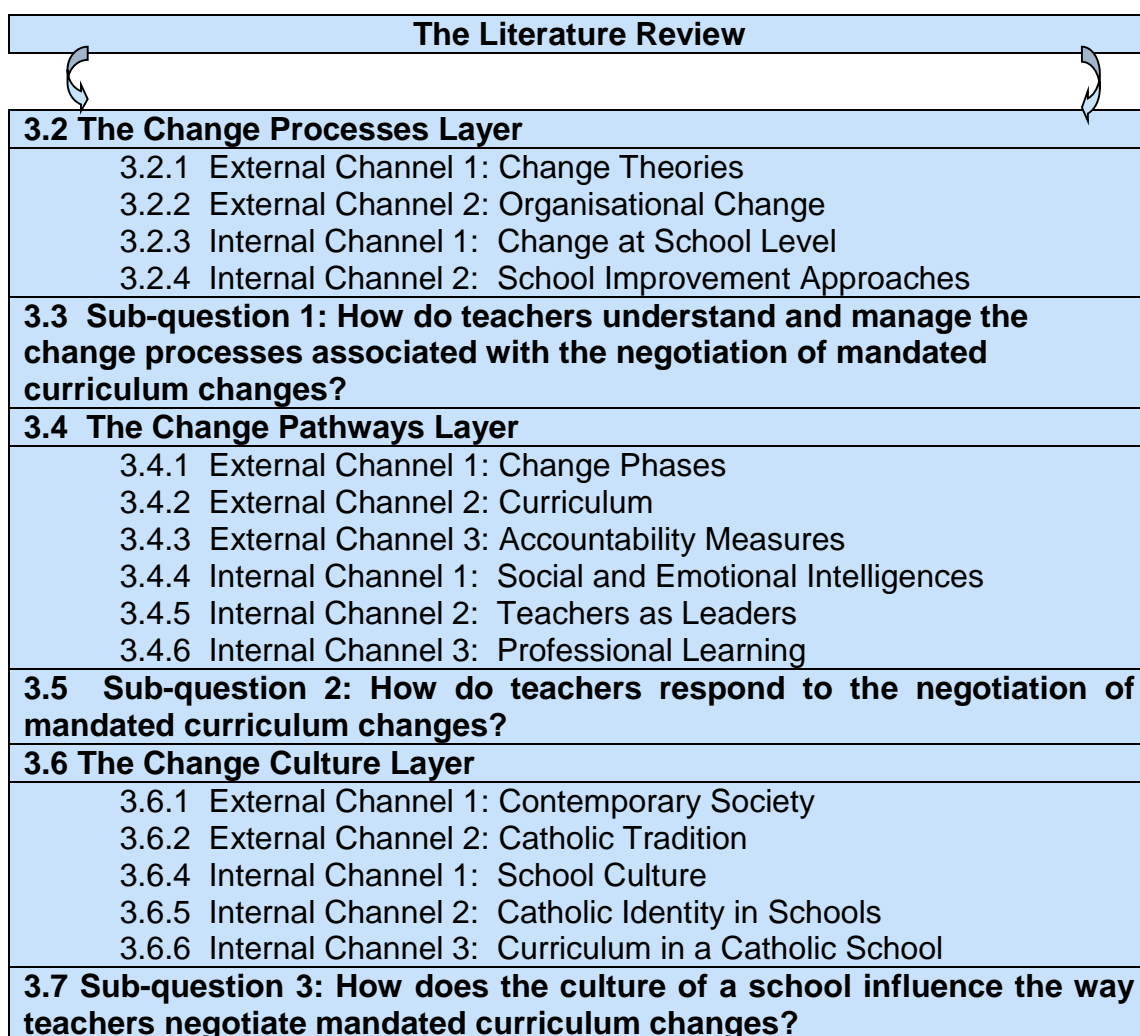 The Literature Review
3.2 The Change Processes Layer
3.2.1 External Channel 1: Change Theories
3.2.2 External Channel 2: Organisational Change
3.2.3 Internal Channel 1: Change at School Level
3.2.4 Internal Channel 2: School Improvement Approaches
3.3 Sub-question 1: How do teachers understand and manage the
change processes associated with the negotiation of mandated
curriculum changes?
3.4 The Change Pathways Layer
3.4.1 External Channel 1: Change Phases
3.4.2 External Channel 2: Curriculum
3.4.3 External Channel 3: Accountability Measures
3.4.4 Internal Channel 1: Social and Emotional Intelligences
3.4.5 Internal Channel 2: Teachers as Leaders
3.4.6 Internal Channel 3: Professional Learning
3.5 Sub-question 2: How do teachers respond to the negotiation of
mandated curriculum changes?
3.6 The Change Culture Layer
3.6.1 External Channel 1: Contemporary Society
3.6.2 External Channel 2: Catholic Tradition
3.6.4 Internal Channel 1: School Culture
3.6.5 Internal Channel 2: Catholic Identity in Schools
3.6.6 Internal Channel 3: Curriculum in a Catholic School
3.7 Sub-question 3: How does the culture of a school influence the way
teachers negotiate mandated curriculum changes?